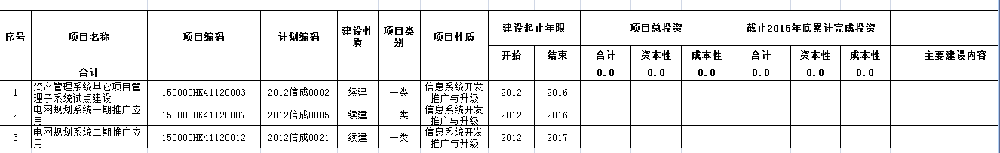 序号 项目名称 项目编码 计划编码 建设性质 项目类别 项目性质 建设起止年限 项目总投资 截止2015年底累计完成投资 主要建设内容
开始 结束 合计 资本性 成本性 合计 资本性 成本性
合计 0.0 0.0 0.0 0.0 0.0 0.0
1 资产管理系统其它项目管理子系统试点建设 150000HK41120003 2012信成0002 续建 一类 信息系统开发推广与升级 2012 2016
2 电网规划系统一期推广应用 150000HK41120007 2012信成0005 续建 一类 信息系统开发推广与升级 2012 2016
3 电网规划系统二期推广应用 150000HK41120012 2012信成0021 续建 一类 信息系统开发推广与升级 2012 2017